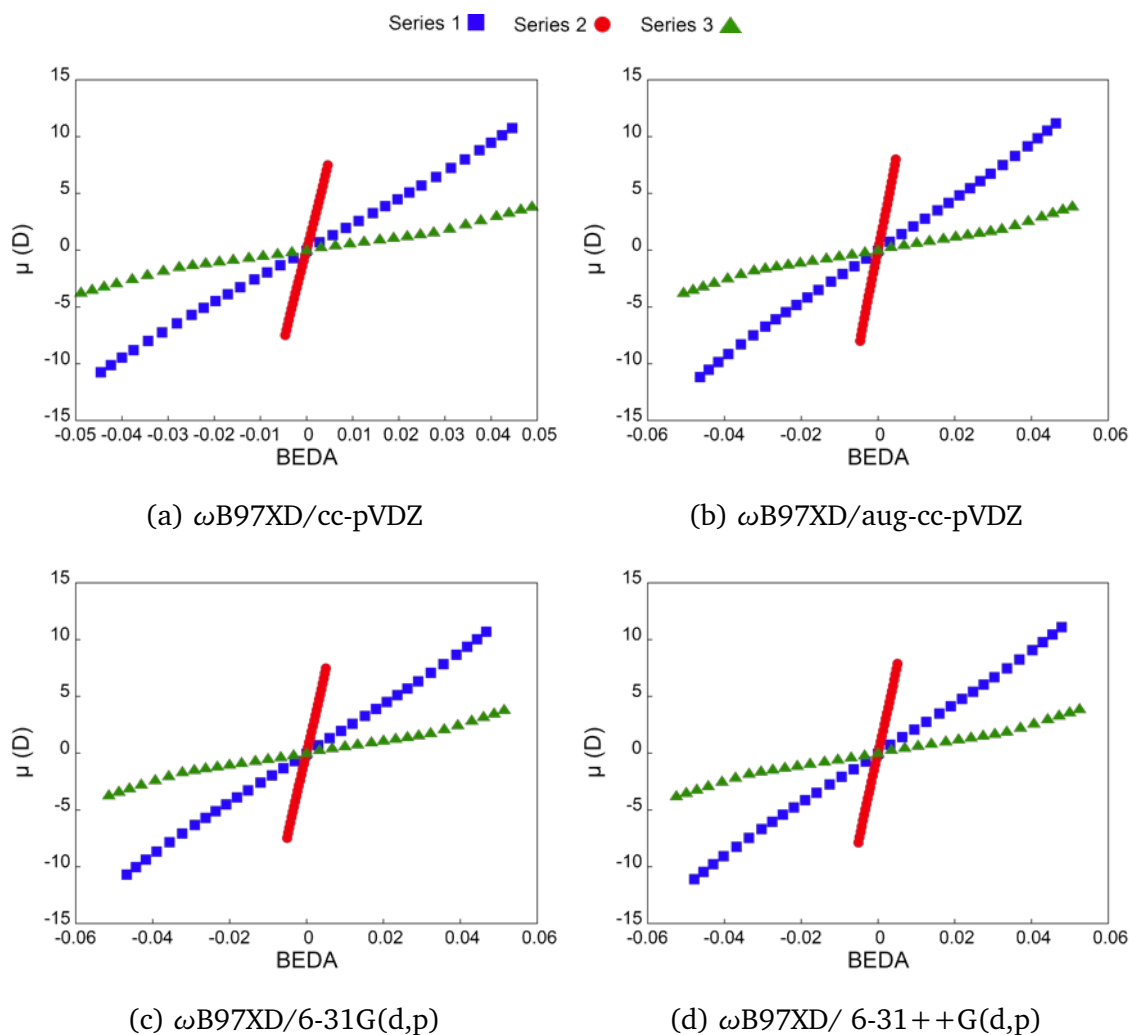 Series 1 Series 2 Series 3
15
10
5
0
-5
-10
-15
μ (D)
-0.05 -0.04 -0.03 -0.02 -0.01 0 0.01 0.02 0.03 0.04 0.05
BEDA
(a) ωB97XD/cc-pVDZ
15
10
5
0
-5
-10
-15
μ (D)
-0.06 -0.04 -0.02 0 0.02 0.04 0.06
BEDA
(b) ωB97XD/aug-cc-pVDZ
15
10
5
0
-5
-10
-15
μ (D)
-0.06 -0.04 -0.02 0 0.02 0.04 0.06
BEDA
(c) ωB97XD/6-31G(d,p)
15
10
5
0
-5
-10
-15
μ (D)
-0.06 -0.04 -0.02 0 0.02 0.04 0.06
BEDA
(d) ωB97XD/ 6-31++G(d,p)